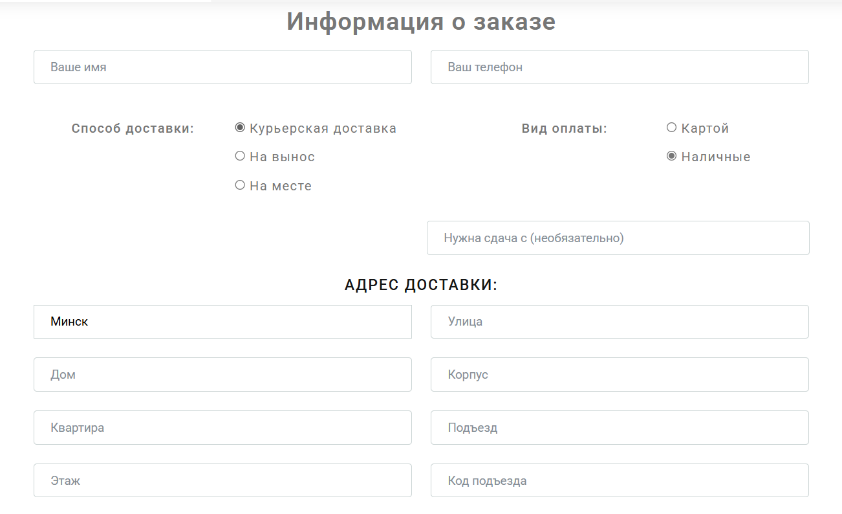 Информация о заказе
Ваше имя
Ваш телефон
Способ доставки:
Курьерская доставка
На вынос
На месте
Вид оплаты:
Картой
Наличные
Нужна сдача с (необязательно)
АДРЕС ДОСТАВКИ:
Минск
Улица
Дом
Корпус
Квартира
Подъезд
Этаж
Код подъезда